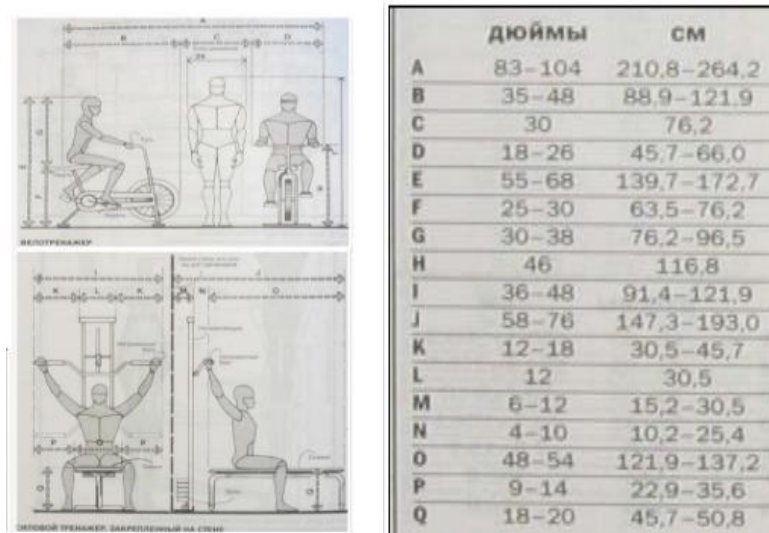 A
B C D
24
E
G
F
H
ВЕЛОТРЕНАЖЕР
I J
K L K M N O
P O P
Q Q
СИЛОВОЙ ТРЕНАЖЕР, ЗАКРЕПЛЕННЫЙ НА СТЕНЕ
ДЮЙМЫ СМ
A 83–104 210,8–264,2
B 35–48 88,9–121.9
C 30 76,2
D 18–26 45,7–66,0
E 55–68 139,7–172,7
F 25–30 63,5–76,2
G 30–38 76,2–96,5
H 46 116,8
I 36–48 91,4–121,9
J 58–76 147,3–193,0
K 12–18 30,5–45,7
L 12 30,5
M 6–12 15,2–30,5
N 4–10 10,2–25,4
O 48–54 121,9–137,2
P 9–14 22,9–35,6
Q 18–20 45,7–50,8